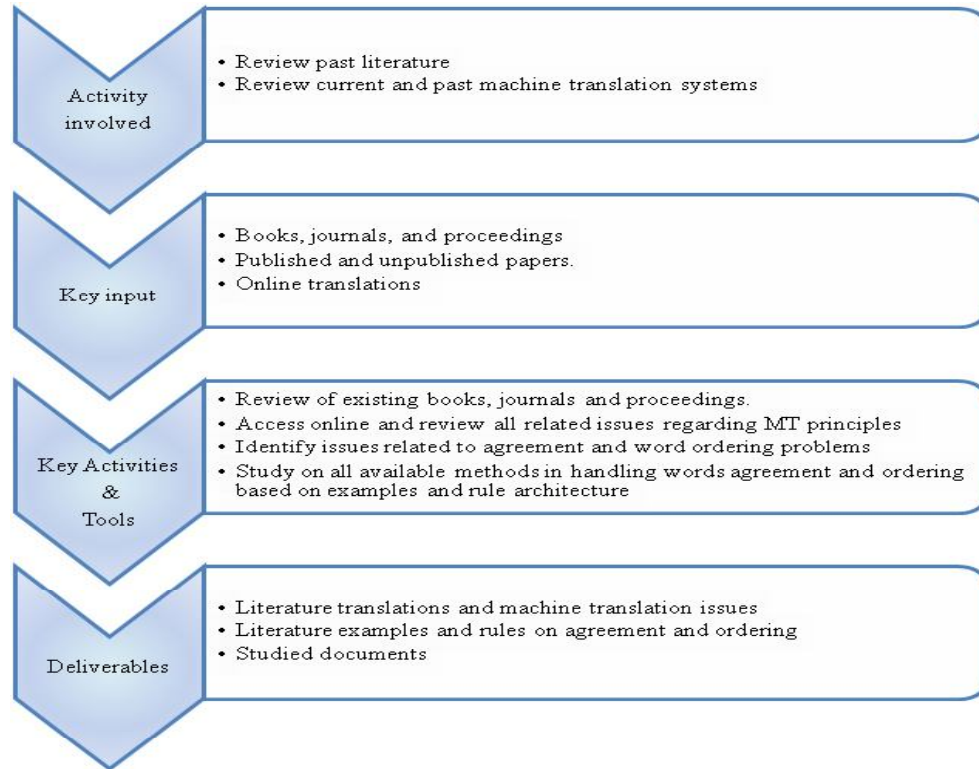 Activity
involved
• Review past literature
• Review current and past machine translation systems
Key input
• Books, journals, and proceedings
• Published and unpublished papers.
• Online translations
Key Activities
&
Tools
• Review of existing books, journals and proceedings.
• Access online and review all related issues regarding MT principles
• Identify issues related to agreement and word ordering problems
• Study on all available methods in handling words agreement and ordering
based on examples and rule architecture
Deliverables
• Literature translations and machine translation issues
• Literature examples and rules on agreement and ordering
• Studied documents